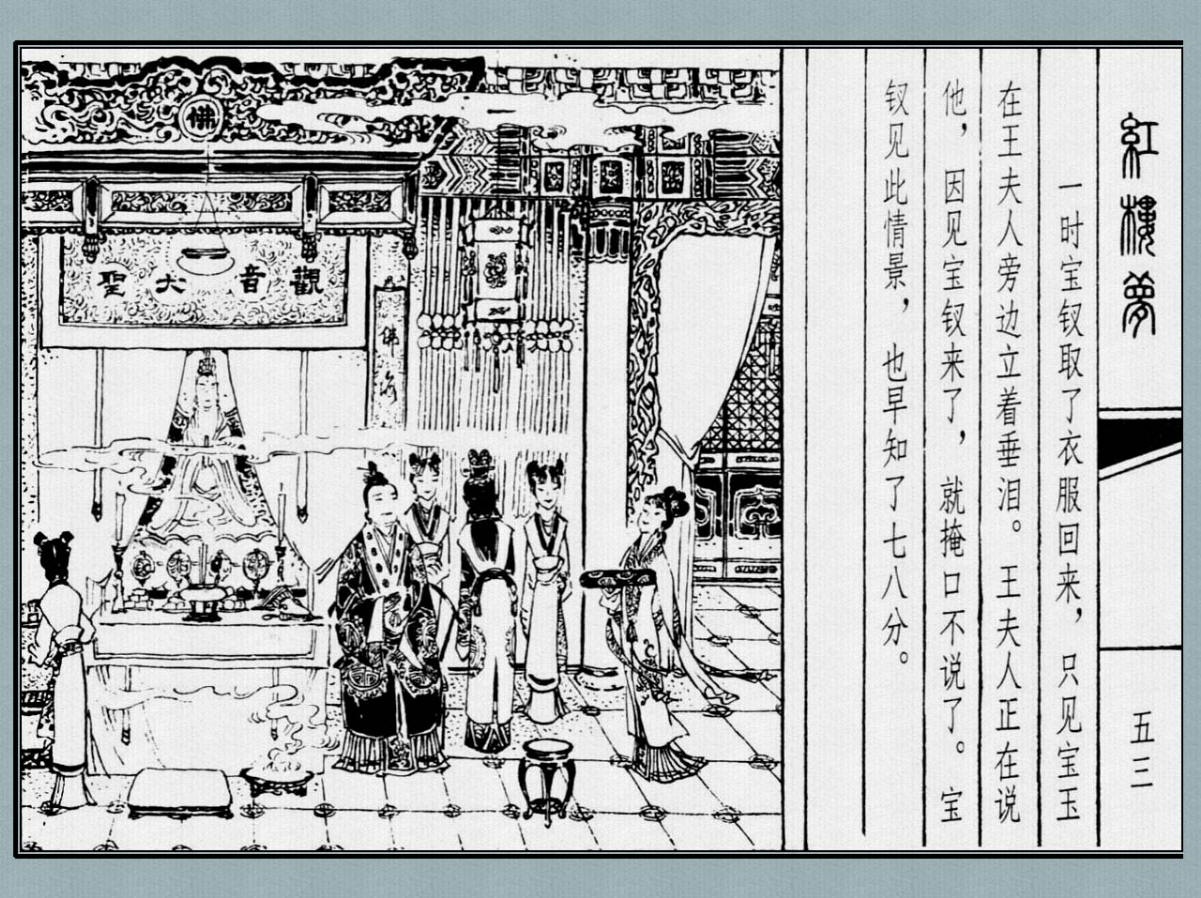 紅樓夢
五三
一时宝钗取了衣服回来，只见宝玉
在王夫人旁边立着垂泪。王夫人正在说
他，因见宝钗来了，就掩口不说了。宝
钗见此情景，也早知了七八分。
佛
觀音大聖
佛